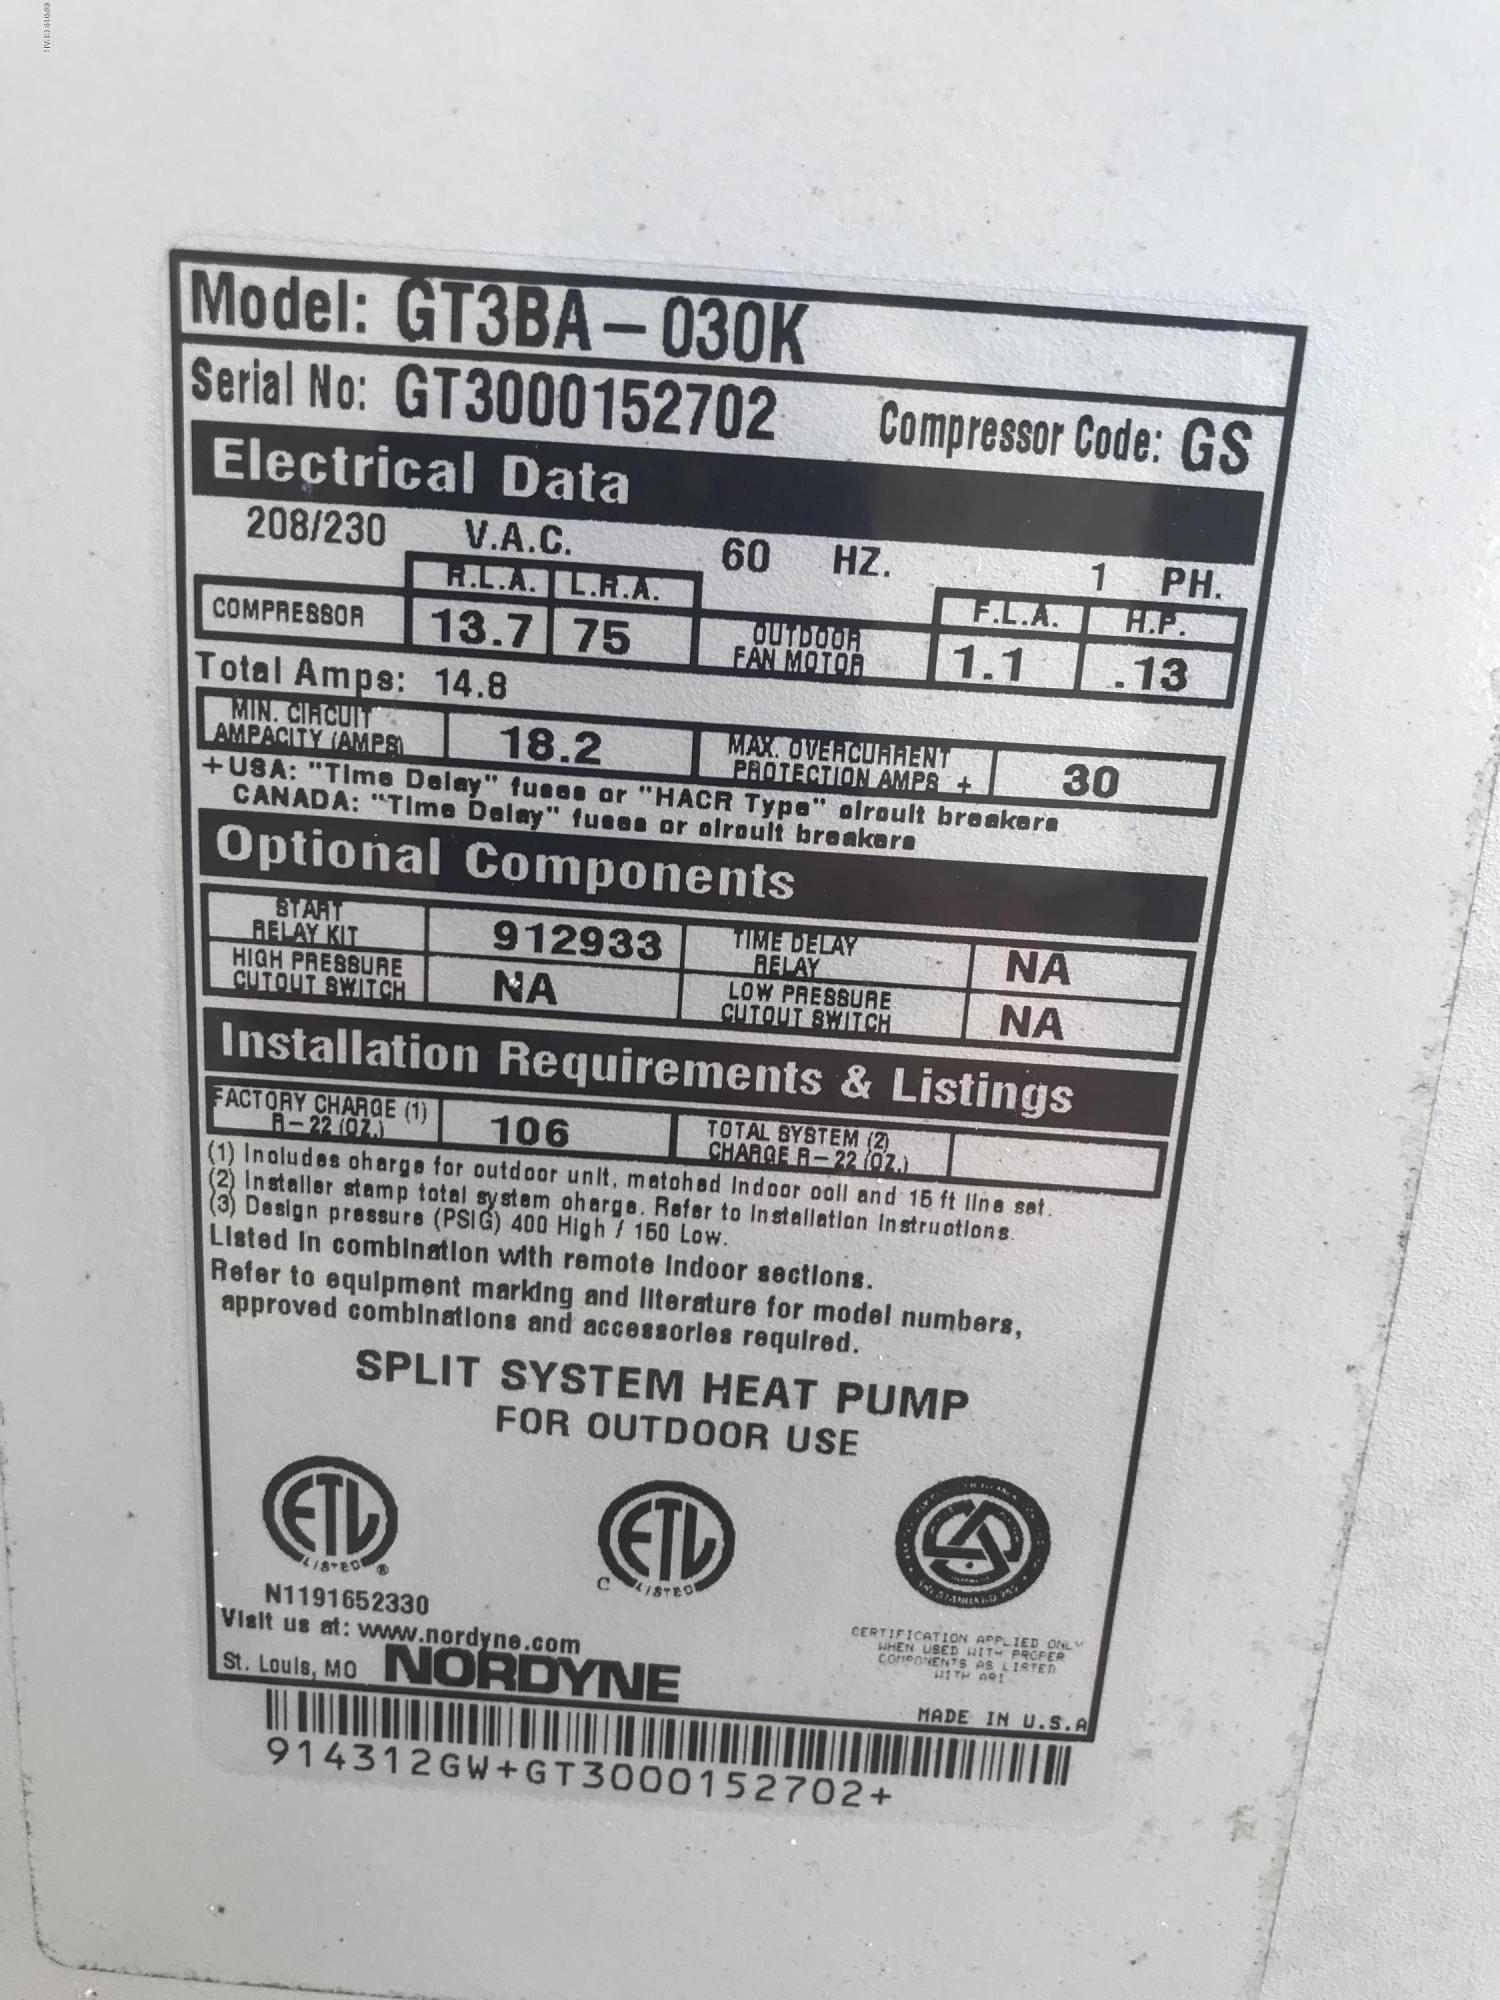 Model: GT3BA-030K
Serial No: GT3000152702 Compressor Code: GS
Electrical Data
208/230 V.A.C. 60 HZ. 1 PH.
R.L.A. L.R.A. F.L.A. H.P.
COMPRESSOR 13.7 75 OUTDOOR FAN MOTOR 1.1 .13
Total Amps: 14.8
MIN. CIRCUIT AMPACITY (AMPS) 18.2 MAX. OVERCURRENT PROTECTION AMPS + 30
+USA: "Time Delay" fuses or "HACR Type" circuit breakers
CANADA: "Time Delay" fuses or circuit breakers
Optional Components
START RELAY KIT 912933 TIME DELAY RELAY NA
HIGH PRESSURE CUTOUT SWITCH NA LOW PRESSURE CUTOUT SWITCH NA
Installation Requirements & Listings
FACTORY CHARGE (1) R-22 (OZ.) 106 TOTAL SYSTEM (2) CHARGE R-22 (OZ.)
(1) Includes charge for outdoor unit, matched indoor coil and 15 ft line set.
(2) Installer stamp total system charge. Refer to Installation Instructions.
(3) Design pressure (PSIG) 400 High / 150 Low.
Listed in combination with remote indoor sections.
Refer to equipment marking and literature for model numbers,
approved combinations and accessories required.
SPLIT SYSTEM HEAT PUMP
FOR OUTDOOR USE
ETL ETL
LISTED ® C LISTED
N1191652330
Visit us at: www.nordyne.com
St. Louis, MO NORDYNE
CERTIFICATION APPLIED ONLY
WHEN USED WITH PROPER
COMPONENTS AS LISTED
WITH ARI
MADE IN U.S.A
914312GW+GT3000152702+